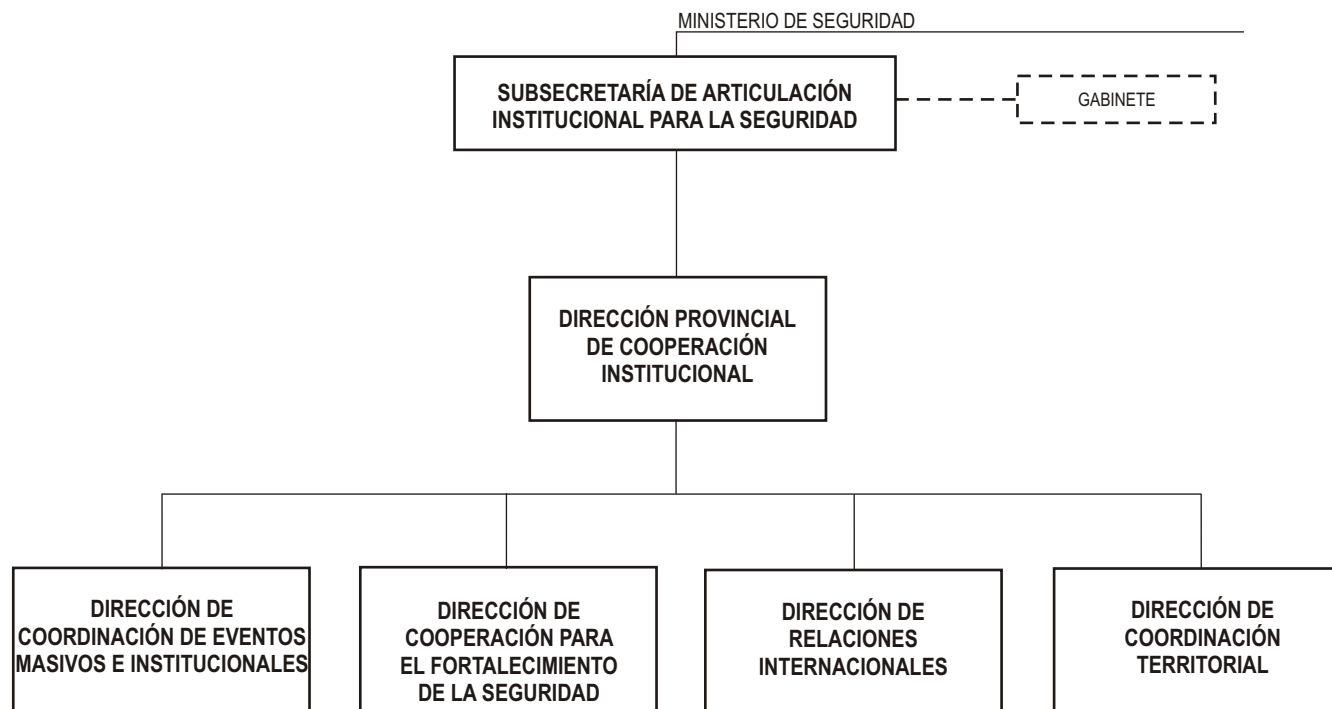 MINISTERIO DE SEGURIDAD
SUBSECRETARÍA DE ARTICULACIÓN
INSTITUCIONAL PARA LA SEGURIDAD
GABINETE
DIRECCIÓN PROVINCIAL
DE COOPERACIÓN
INSTITUCIONAL
DIRECCIÓN DE
COORDINACIÓN DE EVENTOS
MASIVOS E INSTITUCIONALES
DIRECCIÓN DE
COOPERACIÓN PARA
EL FORTALECIMIENTO
DE LA SEGURIDAD
DIRECCIÓN DE
RELACIONES
INTERNACIONALES
DIRECCIÓN DE
COORDINACIÓN
TERRITORIAL